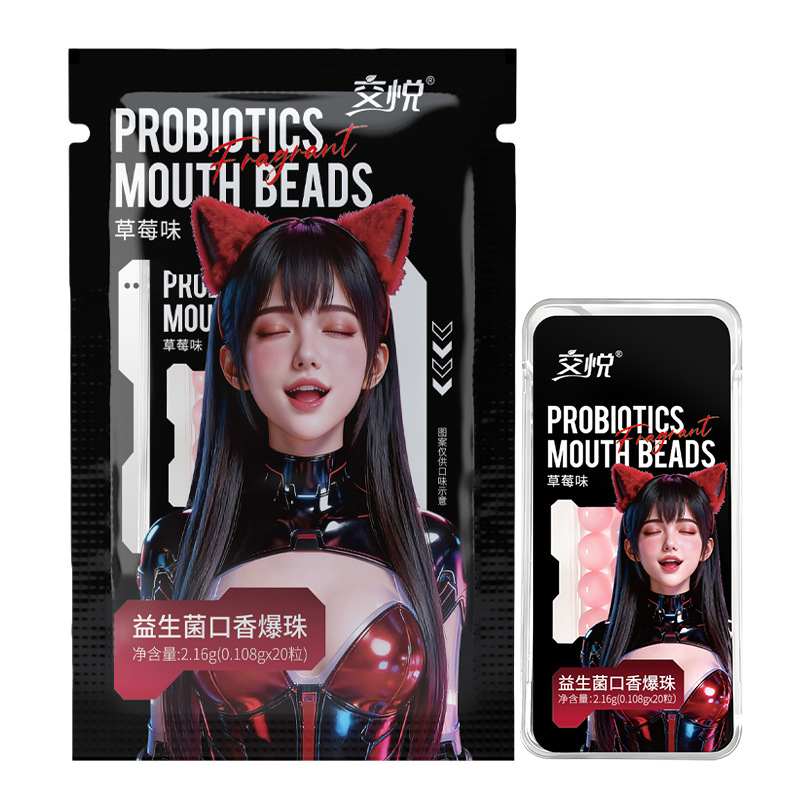 交悦®
PROBIOTICS
Fragrant
MOUTH BEADS
草莓味
PROB
MOU
草莓味
图案仅供口味示意
益生菌口香爆珠
净含量:2.16g(0.108gx20粒)
交悦®
PROBIOTICS
Fragrant
MOUTH BEADS
草莓味
益生菌口香爆珠
净含量:2.16g(0.108gx20粒)